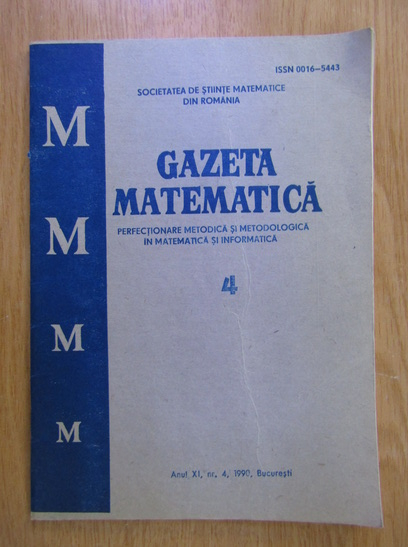 ISSN 0016-5443
SOCIETATEA DE ȘTIINȚE MATEMATICE
DIN ROMÂNIA
GAZETA
MATEMATICĂ
PERFECȚIONARE METODICĂ ȘI METODOLOGICĂ
IN MATEMATICĂ ȘI INFORMATICĂ
4
Anul XI, nr, 4, 1990, București
M
M
M
M